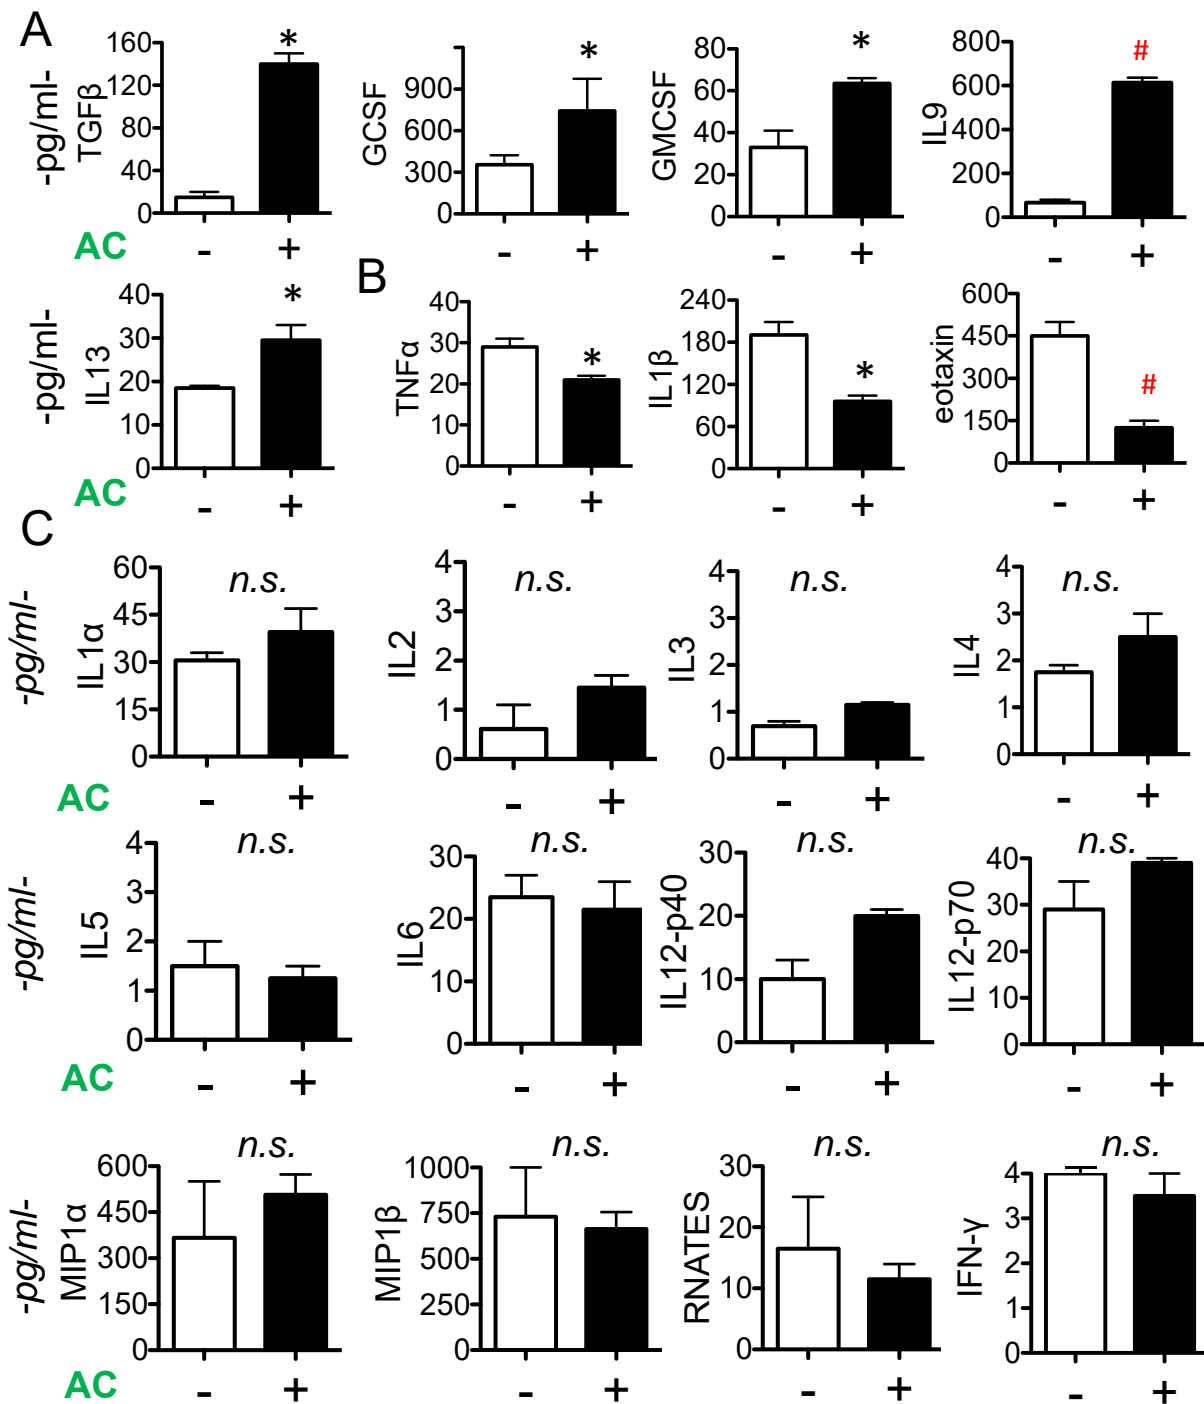 A
-pg/ml-
TGFβ
160
120
80
40
0
*
GCSF
900
600
300
0
*
GMCSF
80
60
40
20
0
*
IL9
800
600
400
200
0
#
AC - + - + - + - +
-pg/ml-
IL13
40
30
20
10
0
*
B
TNFα
40
30
20
10
0
*
IL1β
240
180
120
60
0
*
eotaxin
600
450
300
150
0
#
AC - + - + - + - +
C
-pg/ml-
IL1α
60
45
30
15
0
n.s.
IL2
4
3
2
1
0
n.s.
IL3
4
3
2
1
0
n.s.
IL4
4
3
2
1
0
n.s.
AC - + - + - + - +
-pg/ml-
IL5
4
3
2
1
0
n.s.
IL6
30
20
10
0
n.s.
IL12-p40
30
20
10
0
n.s.
IL12-p70
40
30
20
10
0
n.s.
AC - + - + - + - +
-pg/ml-
MIP1α
600
450
300
150
0
n.s.
MIP1β
1000
750
500
250
0
n.s.
RNATES
30
20
10
0
n.s.
IFN-γ
4
3
2
1
0
n.s.
AC - + - + - + - +